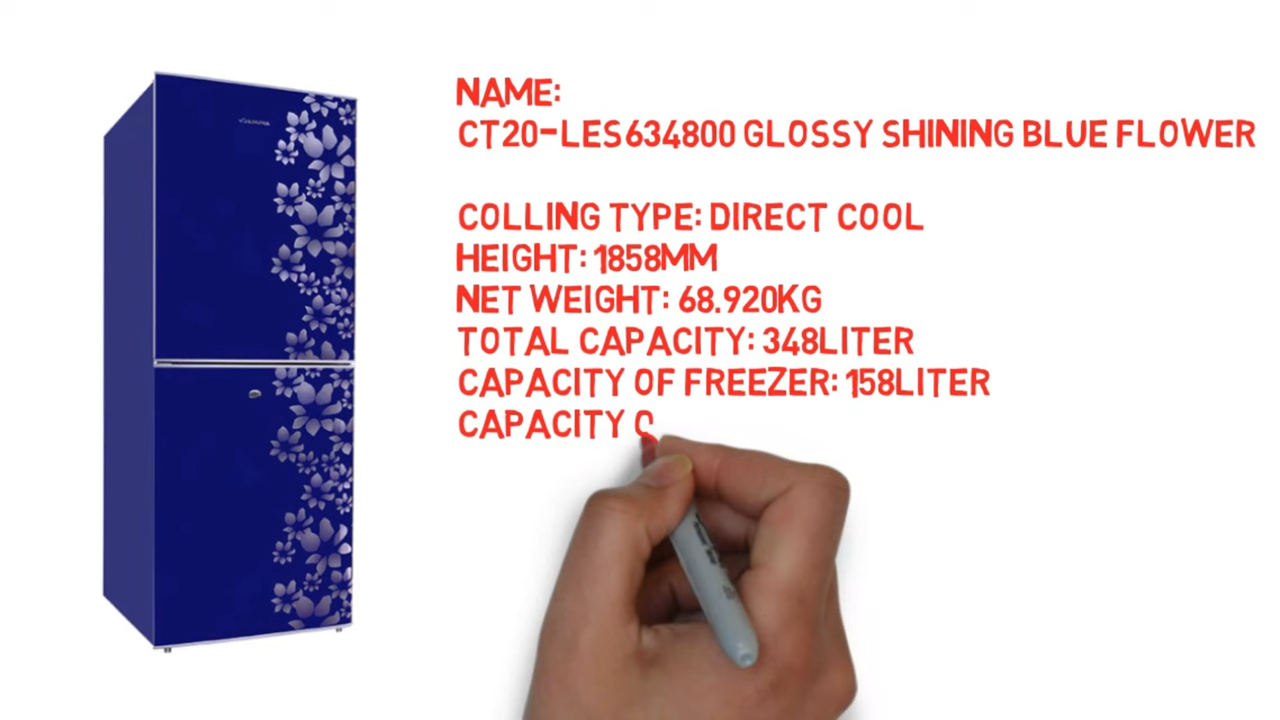 NAME:
CT20-LES634800 GLOSSY SHINING BLUE FLOWER
COLLING TYPE: DIRECT COOL
HEIGHT: 1858MM
NET WEIGHT: 68.920KG
TOTAL CAPACITY: 348LITER
CAPACITY OF FREEZER: 158LITER
CAPACITY